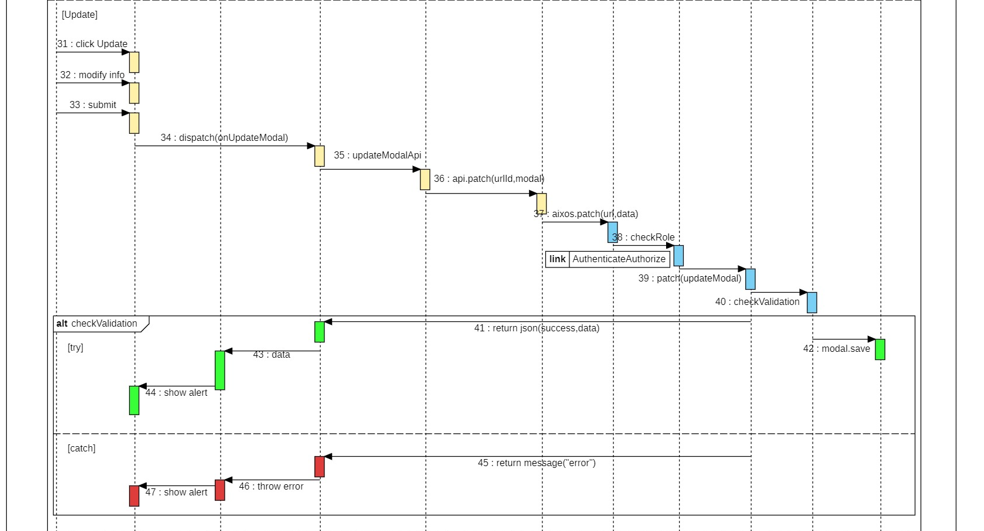 [Update]
31 : click Update
32 : modify info
33 : submit
34 : dispatch(onUpdateModal)
35 : updateModalApi
36 : api.patch(urlId,modal)
37 : aixos.patch(url,data)
38 : checkRole
link AuthenticateAuthorize
39 : patch(updateModal)
40 : checkValidation
alt checkValidation
41 : return json(success,data)
[try]
43 : data
42 : modal.save
44 : show alert
[catch]
45 : return message("error")
46 : throw error
47 : show alert